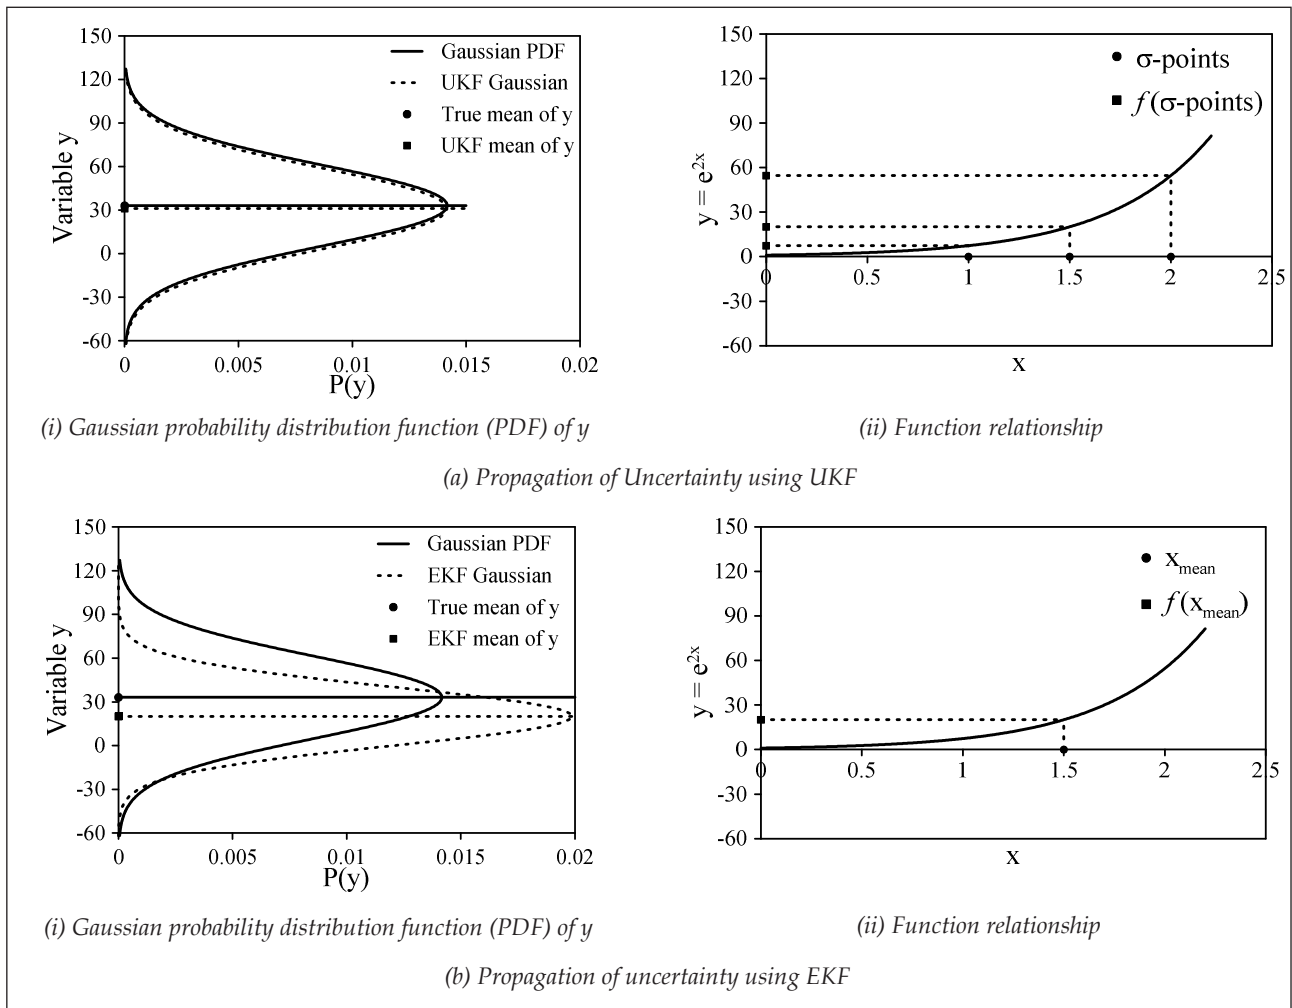 150
120
90
60
30
0
-30
-60
Variable y
Gaussian PDF
UKF Gaussian
True mean of y
UKF mean of y
0 0.005 0.01 0.015 0.02
P(y)
(i) Gaussian probability distribution function (PDF) of y
150
120
90
60
30
0
-30
-60
y = e^{2x}
σ-points
f(σ-points)
0 0.5 1 1.5 2 2.5
x
(ii) Function relationship
(a) Propagation of Uncertainty using UKF
150
120
90
60
30
0
-30
-60
Variable y
Gaussian PDF
EKF Gaussian
True mean of y
EKF mean of y
0 0.005 0.01 0.015 0.02
P(y)
(i) Gaussian probability distribution function (PDF) of y
150
120
90
60
30
0
-30
-60
y = e^{2x}
x_{mean}
f(x_{mean})
0 0.5 1 1.5 2 2.5
x
(ii) Function relationship
(b) Propagation of uncertainty using EKF